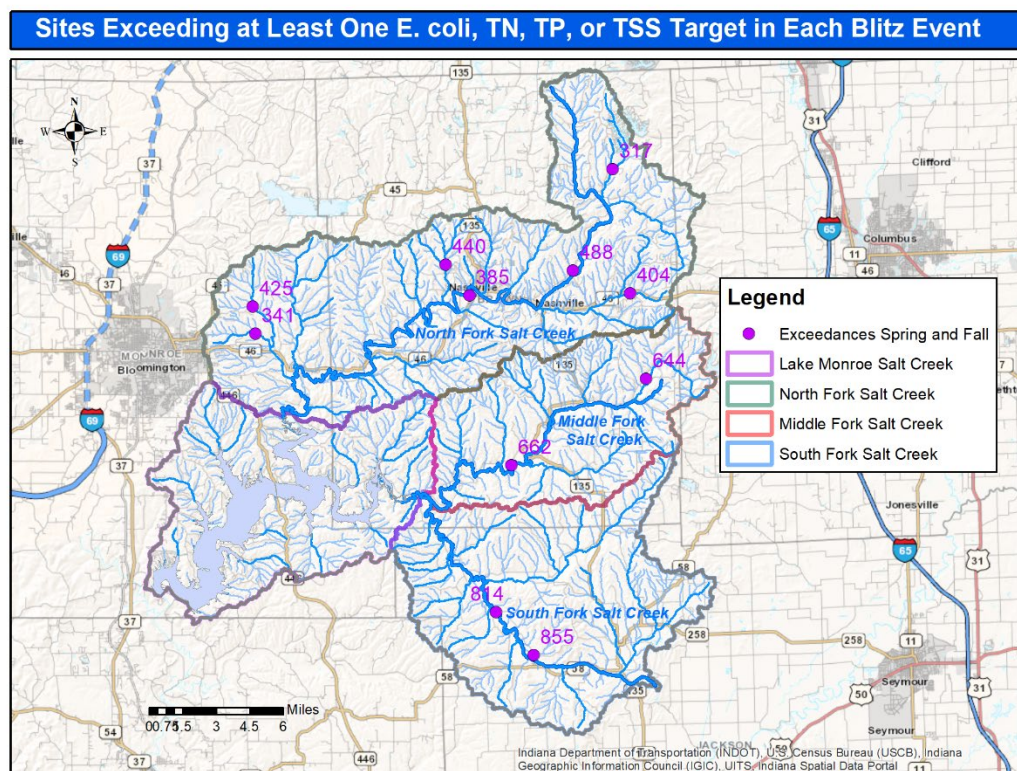 Sites Exceeding at Least One E. coli, TN, TP, or TSS Target in Each Blitz Event
N
W E
S
135
31
37
Clifford
45
65
Columbus
11
46
317
69
37
46
135
440
488
404
385
Nashville
Nashville
46
425
341
46
North Fork Salt Creek
46
MONROE
Bloomington
Legend
Exceedances Spring and Fall
Lake Monroe Salt Creek
North Fork Salt Creek
Middle Fork Salt Creek
South Fork Salt Creek
135
644
446
Middle Fork
Salt Creek
69
662
37
135
Jonesville
65
31
58
814
South Fork Salt Creek
855
58
258
258
11
Seymour
50
31
50
Seymour
Miles
0 0.75 1.5 3 4.5 6
37
54
446
JACKSON
Indiana Department of Transportation (INDOT), U.S. Census Bureau (USCB), Indiana
Geographic Information Council (IGIC), UITS, Indiana Spatial Data Portal